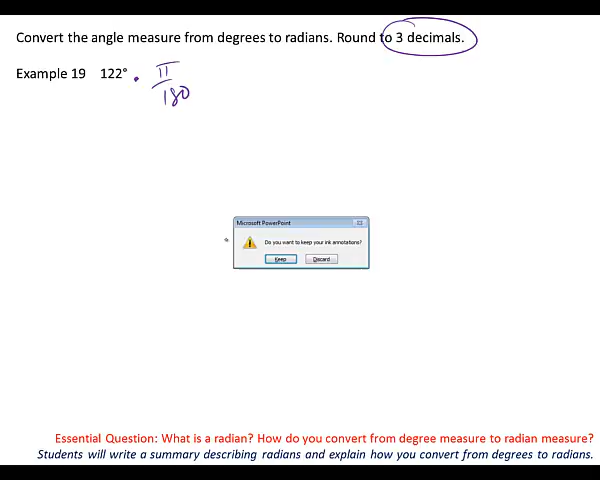 Convert the angle measure from degrees to radians. Round to 3 decimals.
Example 19 122° · π
180
Microsoft PowerPoint
Do you want to keep your ink annotations?
Keep Discard
Essential Question: What is a radian? How do you convert from degree measure to radian measure?
Students will write a summary describing radians and explain how you convert from degrees to radians.